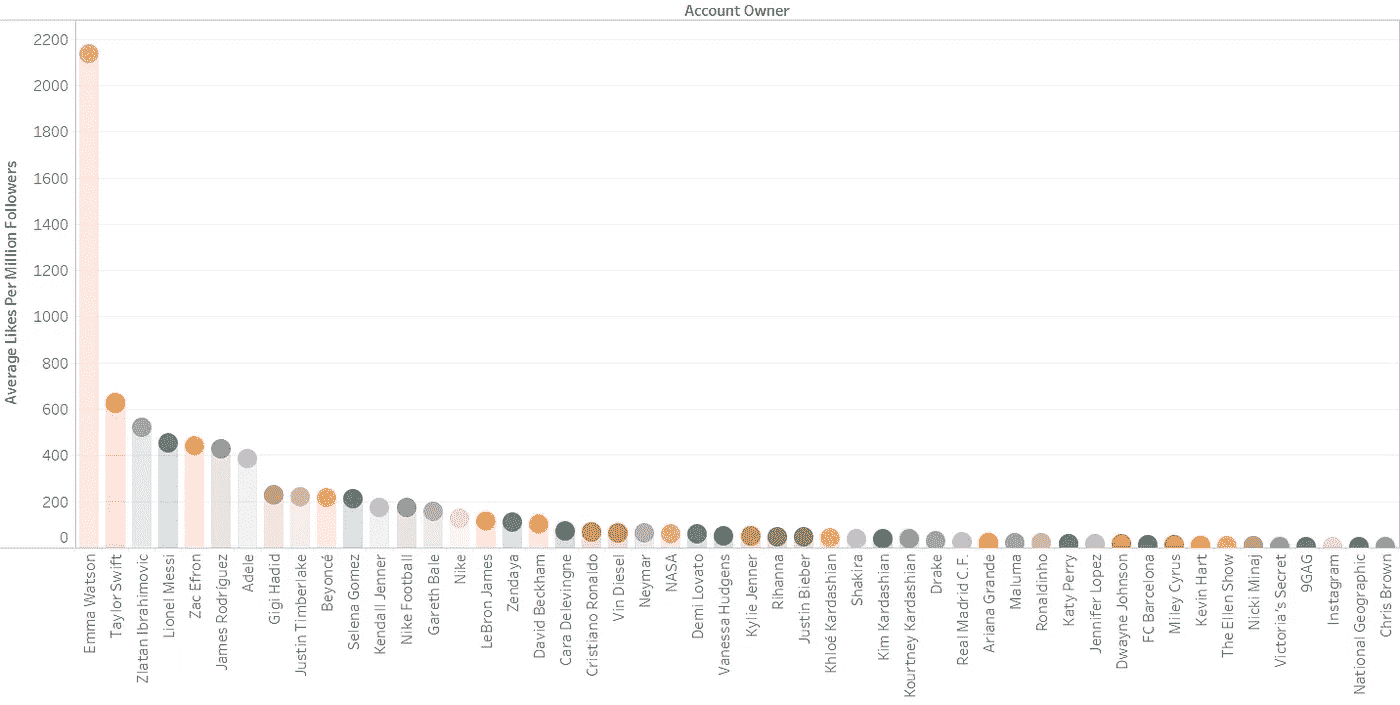 Account Owner
Average Likes Per Million Followers
2200
2000
1800
1600
1400
1200
1000
800
600
400
200
0
Emma Watson
Taylor Swift
Zlatan Ibrahimovic
Lionel Messi
Zac Efron
James Rodríguez
Adele
Gigi Hadid
Justin Timberlake
Beyoncé
Selena Gomez
Kendall Jenner
Nike Football
Gareth Bale
Nike
LeBron James
Zendaya
David Beckham
Cara Delevingne
Cristiano Ronaldo
Vin Diesel
Neymar
NASA
Demi Lovato
Vanessa Hudgens
Kylie Jenner
Rihanna
Justin Bieber
Khloé Kardashian
Shakira
Kim Kardashian
Kourtney Kardashian
Drake
Real Madrid C.F.
Ariana Grande
Maluma
Ronaldinho
Katy Perry
Jennifer Lopez
Dwayne Johnson
FC Barcelona
Miley Cyrus
Kevin Hart
The Ellen Show
Nicki Minaj
Victoria's Secret
9GAG
Instagram
National Geographic
Chris Brown